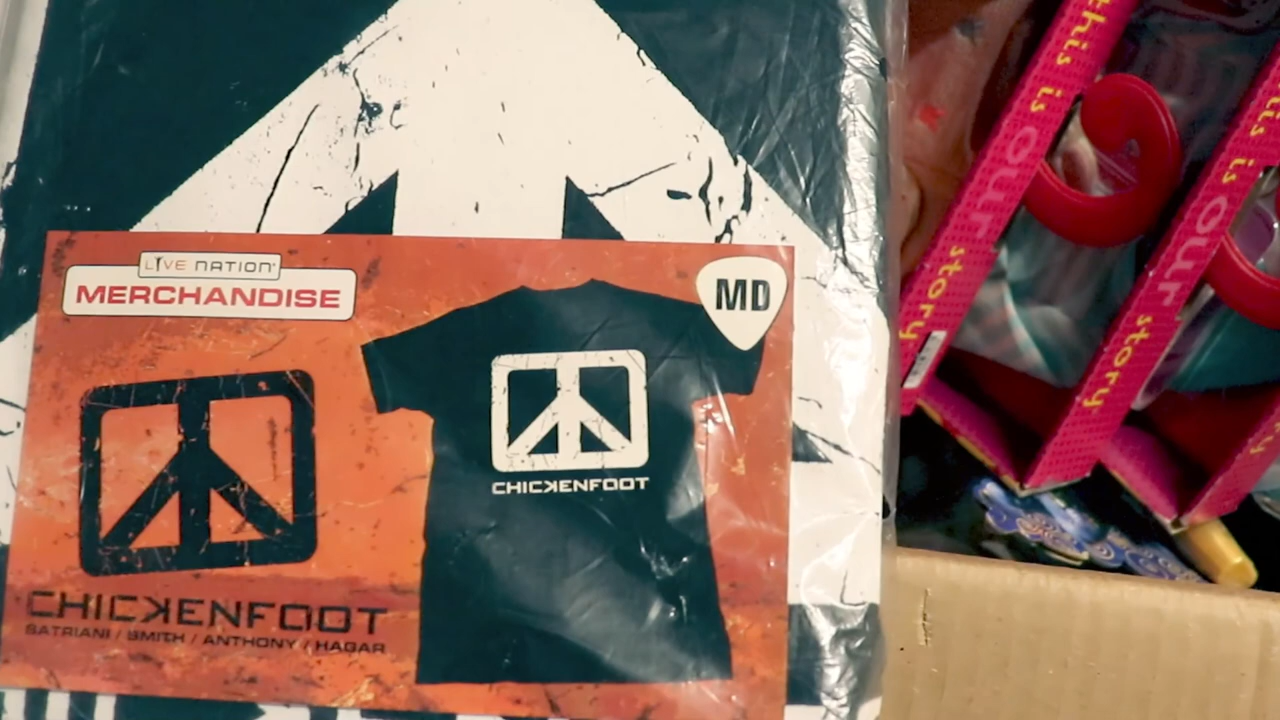 LIVE NATION
MERCHANDISE
MD
CHICKENFOOT
CHICKENFOOT
SATRIANI / SMITH / ANTHONY / HAGAR
this is our story
this is our story